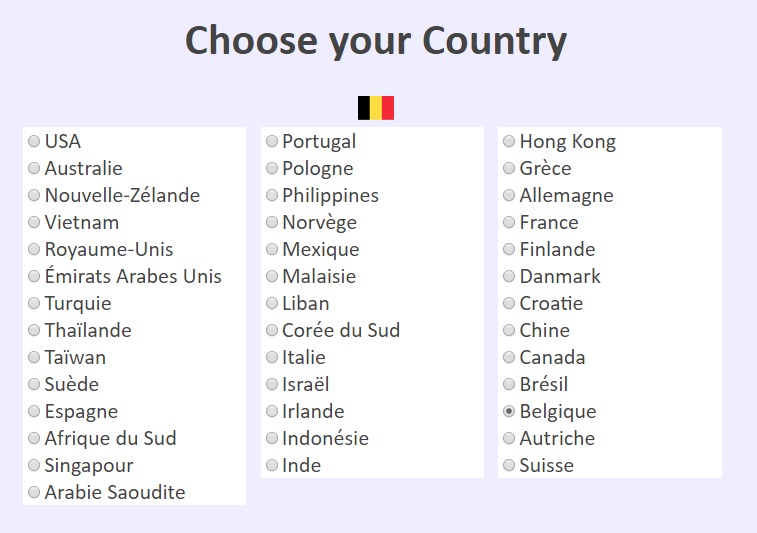 Choose your Country
USA
Australie
Nouvelle-Zélande
Vietnam
Royaume-Unis
Émirats Arabes Unis
Turquie
Thaïlande
Taïwan
Suède
Espagne
Afrique du Sud
Singapour
Arabie Saoudite
Portugal
Pologne
Philippines
Norvège
Mexique
Malaisie
Liban
Corée du Sud
Italie
Israël
Irlande
Indonésie
Inde
Hong Kong
Grèce
Allemagne
France
Finlande
Danmark
Croatie
Chine
Canada
Brésil
Belgique
Autriche
Suisse